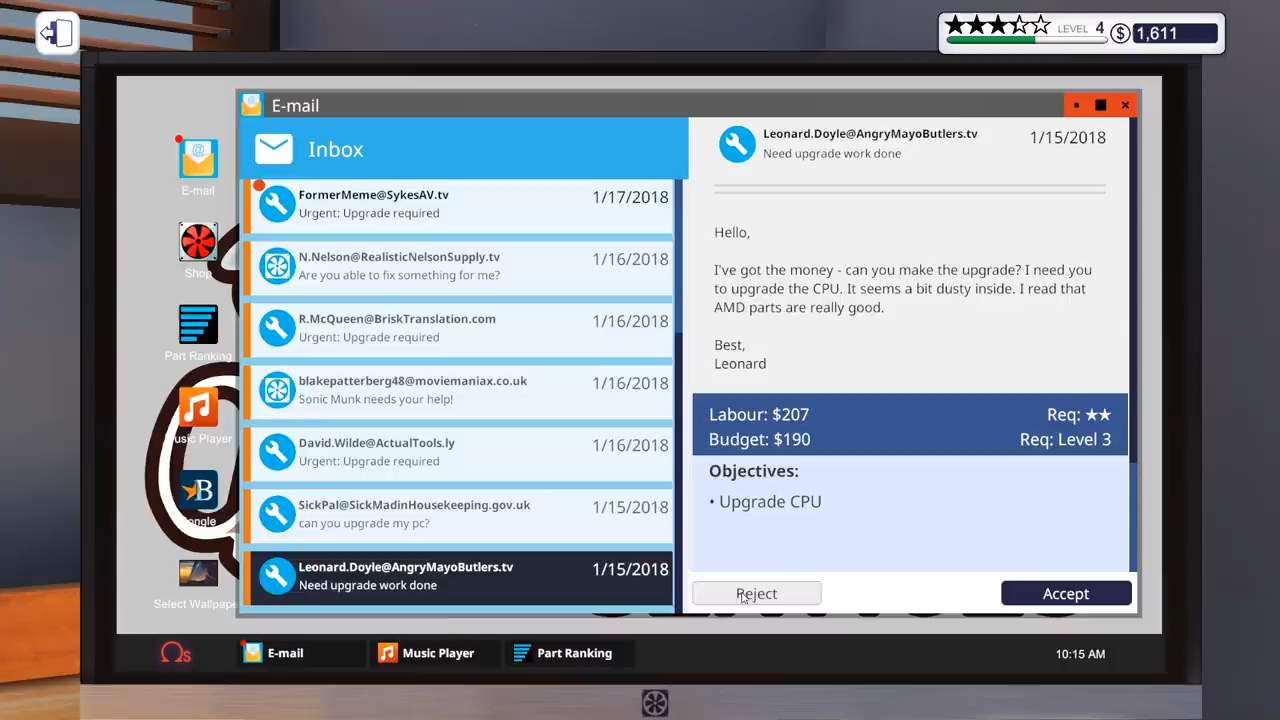 LEVEL 4
$ 1,611
E-mail
Inbox
FormerMeme@SykesAV.tv 1/17/2018
Urgent: Upgrade required
N.Nelson@RealisticNelsonSupply.tv 1/16/2018
Are you able to fix something for me?
R.McQueen@BriskTranslation.com 1/16/2018
Urgent: Upgrade required
blakepatterberg48@moviemaniax.co.uk 1/16/2018
Sonic Munk needs your help!
David.Wilde@ActualTools.ly 1/16/2018
Urgent: Upgrade required
SickPal@SickMadinHousekeeping.gov.uk 1/15/2018
can you upgrade my pc?
Leonard.Doyle@AngryMayoButlers.tv 1/15/2018
Need upgrade work done
Leonard.Doyle@AngryMayoButlers.tv 1/15/2018
Need upgrade work done
Hello,
I've got the money - can you make the upgrade? I need you
to upgrade the CPU. It seems a bit dusty inside. I read that
AMD parts are really good.
Best,
Leonard
Labour: $207 Req: ★★
Budget: $190 Req: Level 3
Objectives:
• Upgrade CPU
Reject Accept
E-mail
Shop
Part Ranking
Music Player
Select Wallpape
Ωs E-mail Music Player Part Ranking 10:15 AM